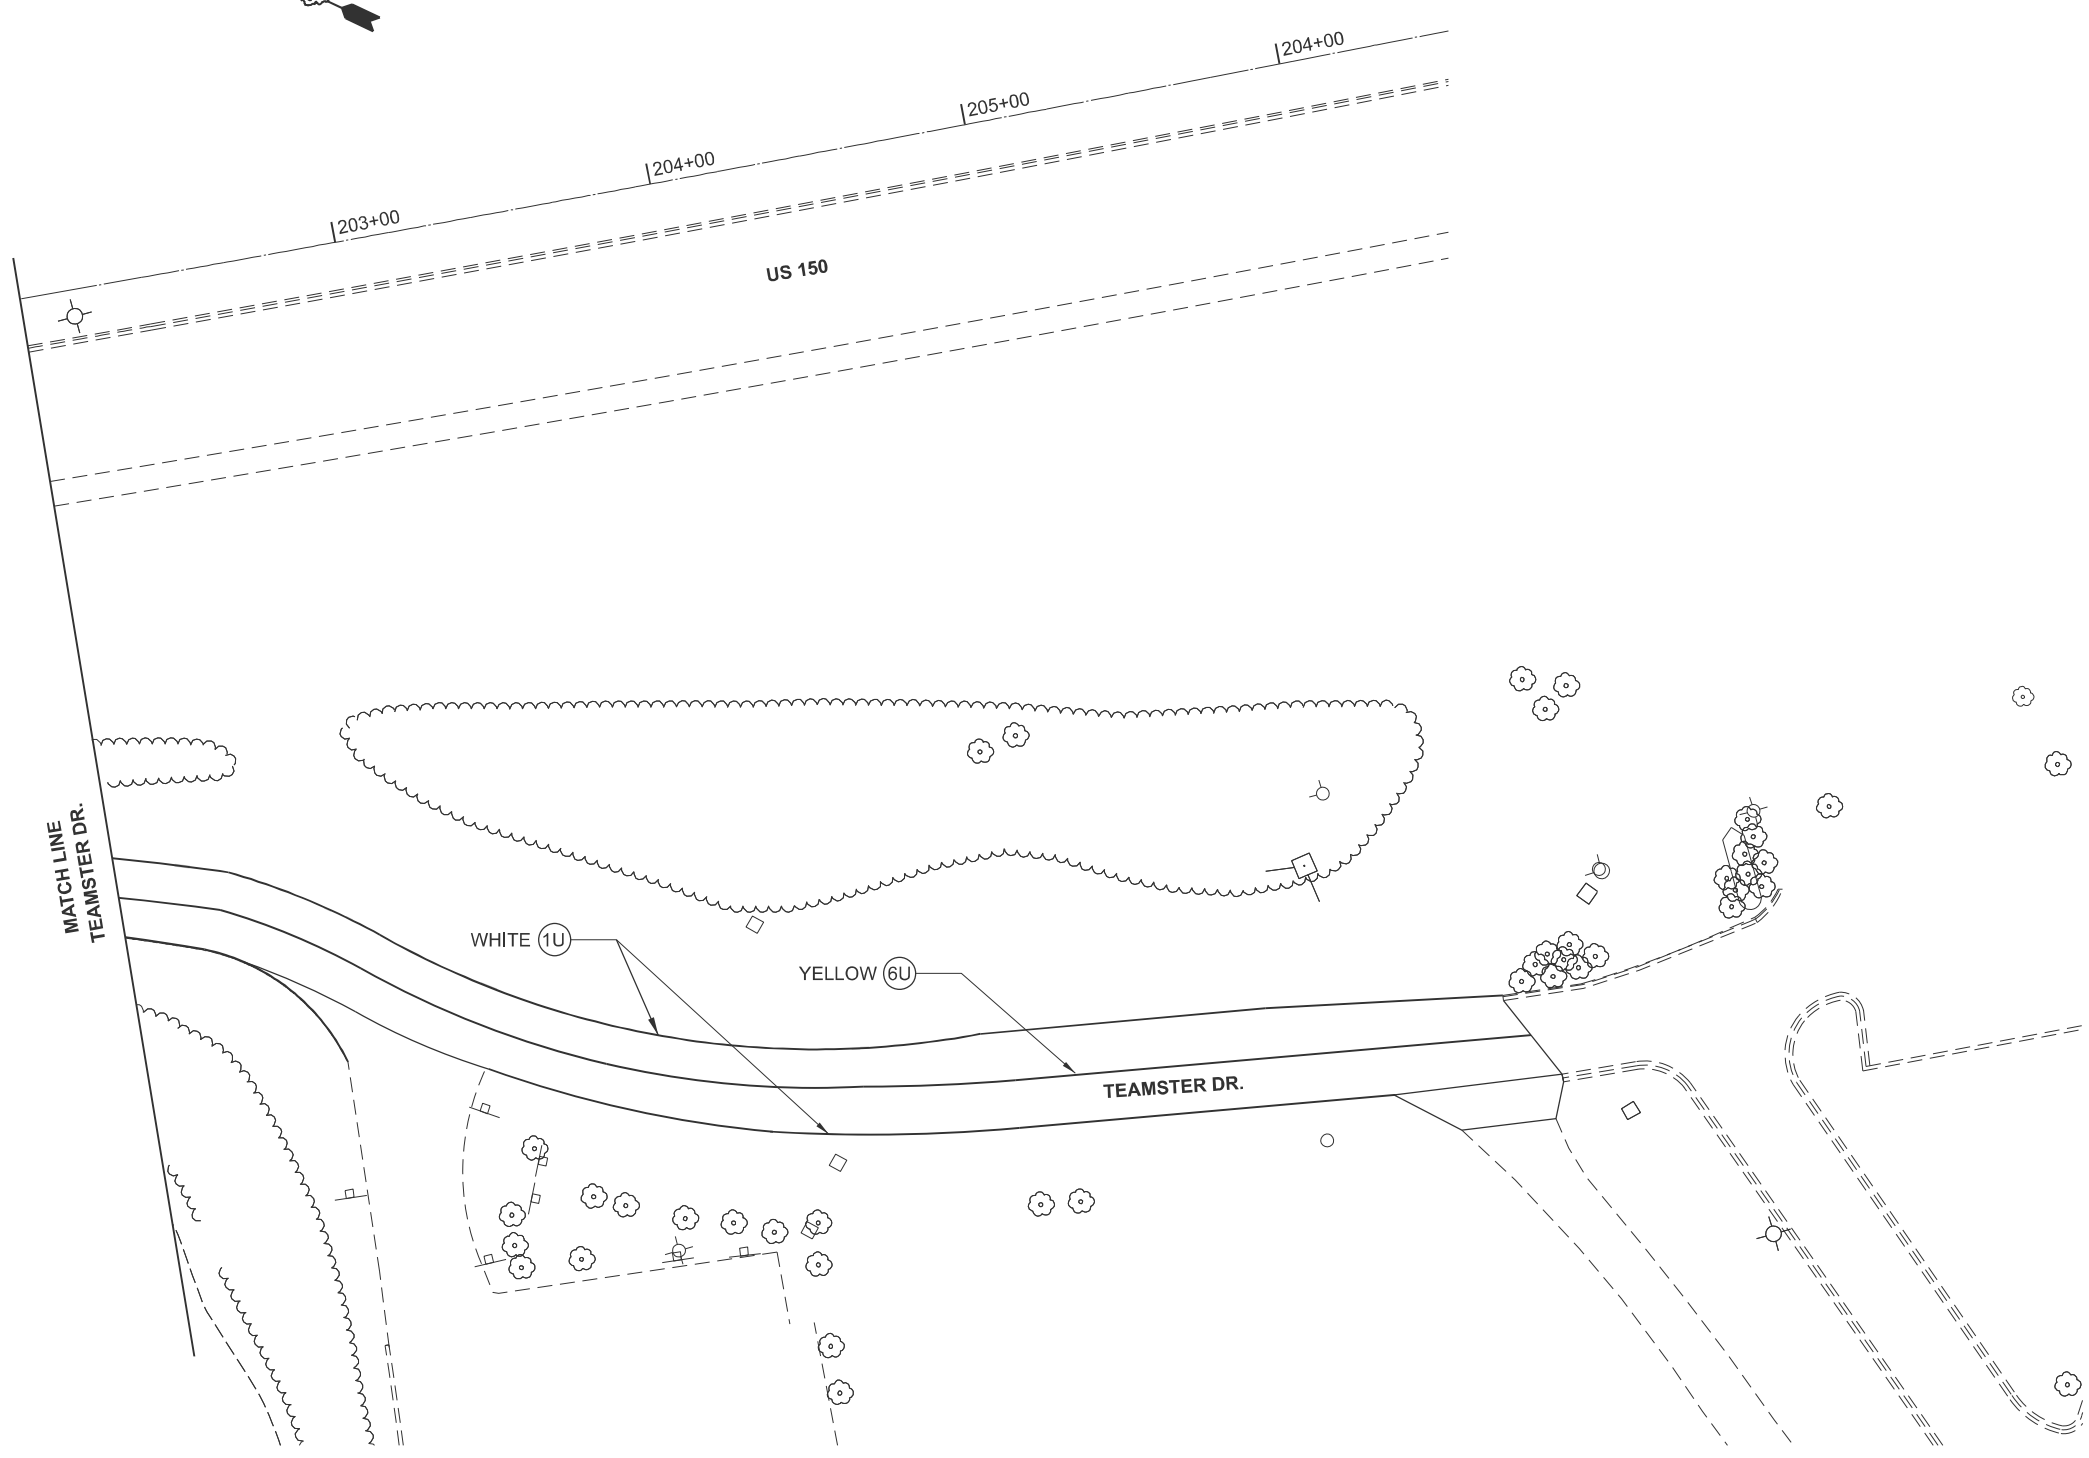 204+00
205+00
204+00
203+00
US 150
MATCH LINE
TEAMSTER DR.
WHITE 1U
YELLOW 6U
TEAMSTER DR.